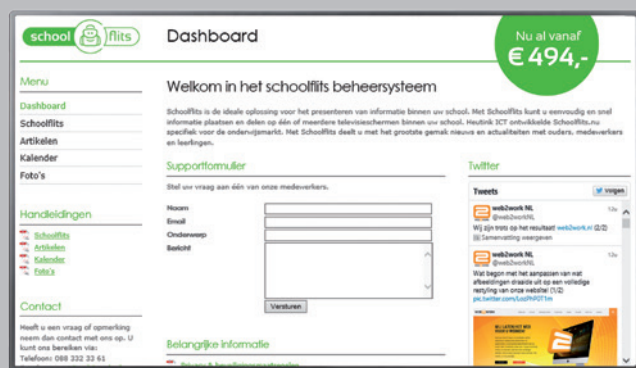 school flits
Dashboard
Nu al vanaf
€ 494,-
Menu
Dashboard
Schoolflits
Artikelen
Kalender
Foto's
Handleidingen
Schoolflits
Artikelen
Kalender
Foto's
Contact
Heeft u een vraag of opmerking
neem dan contact met ons op. U
kunt ons bereiken via:
Telefoon: 088 332 33 61
Welkom in het schoolflits beheersysteem
Schoolflits is de ideale oplossing voor het presenteren van informatie binnen uw school. Met Schoolflits kunt u eenvoudig en snel
informatie plaatsen en delen op één of meerdere televisieschermen binnen uw school. Heutink ICT ontwikkelde Schoolflits.nu
specifiek voor de onderwijsmarkt. Met Schoolflits deelt u met het grootste gemak nieuws en actualiteiten met ouders, medewerkers
en leerlingen.
Supportformulier
Stel uw vraag aan één van onze medewerkers.
Naam
Email
Onderwerp
Bericht
Versturen
Belangrijke informatie
Twitter
Tweets
Volgen
web2work NL
@web2workNL
Wij zijn trots op het resultaat! web2work.nl (2/2)
Samenvatting weergeven
web2work NL
@web2workNL
Wat begon met het aanpassen van wat
afbeeldingen draaide uit op een volledige
restyling van onze website! (1/2)